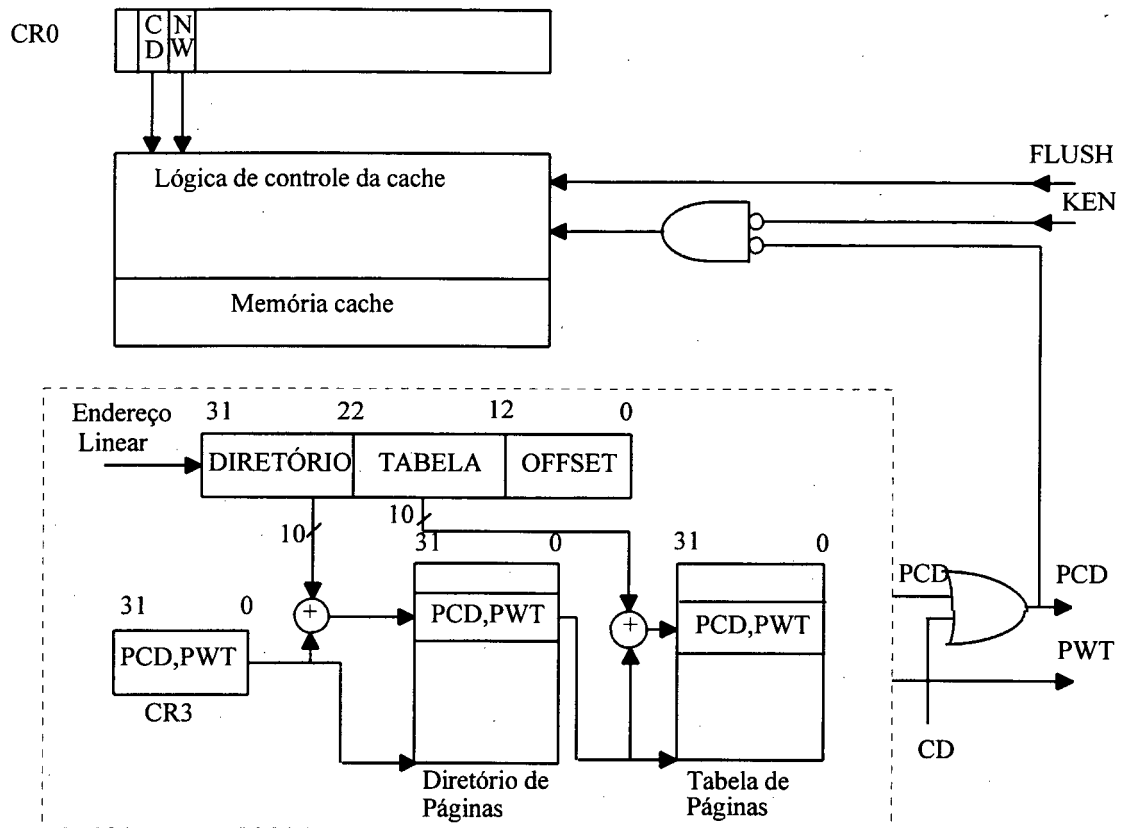 CR0
C N
D W
FLUSH
Lógica de controle da cache
KEN
Memória cache
Endereço
Linear
31 22 12 0
DIRETÓRIO TABELA OFFSET
10
10
31 0
31 0
31 0
PCD
PCD
PCD,PWT
PCD,PWT
PCD,PWT
CR3
PWT
CD
Diretório de
Páginas
Tabela de
Páginas